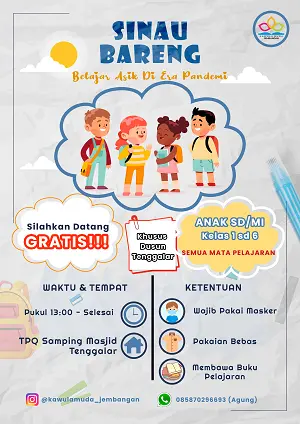 SINAU
BARENG
Belajar Asik Di Era Pandemi
Silahkan Datang
GRATIS!!!
Khusus
Dusun
Tenggalar
ANAK SD/MI
Kelas 1 sd 6
SEMUA MATA PELAJARAN
WAKTU & TEMPAT
Pukul 13:00 - Selesai
TPQ Samping Masjid
Tenggalar
KETENTUAN
Wajib Pakai Masker
Pakaian Bebas
Membawa Buku
Pelajaran
@kawulamuda_jembangan
085870296693 (Agung)